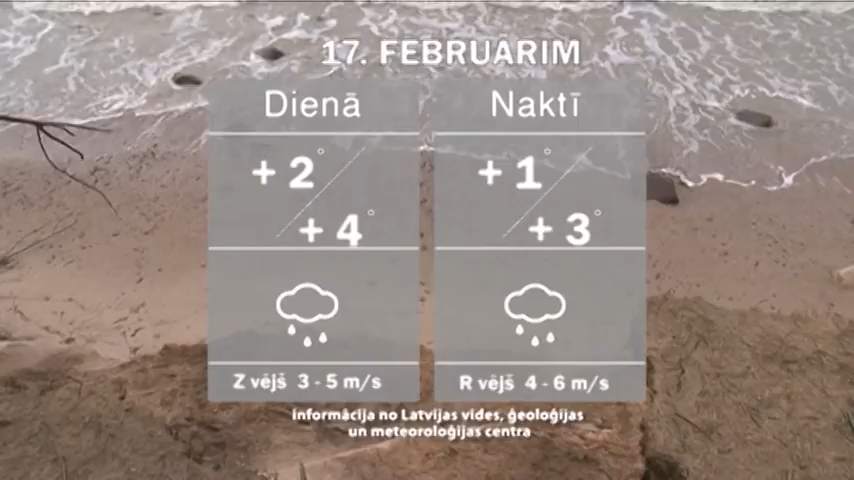 17. FEBRUĀRIM
Dienā
+ 2°
+ 4°
Z vējš 3 - 5 m/s
Naktī
+ 1°
+ 3°
R vējš 4 - 6 m/s
Informācija no Latvijas vides, ģeoloģijas
un meteoroloģijas centra